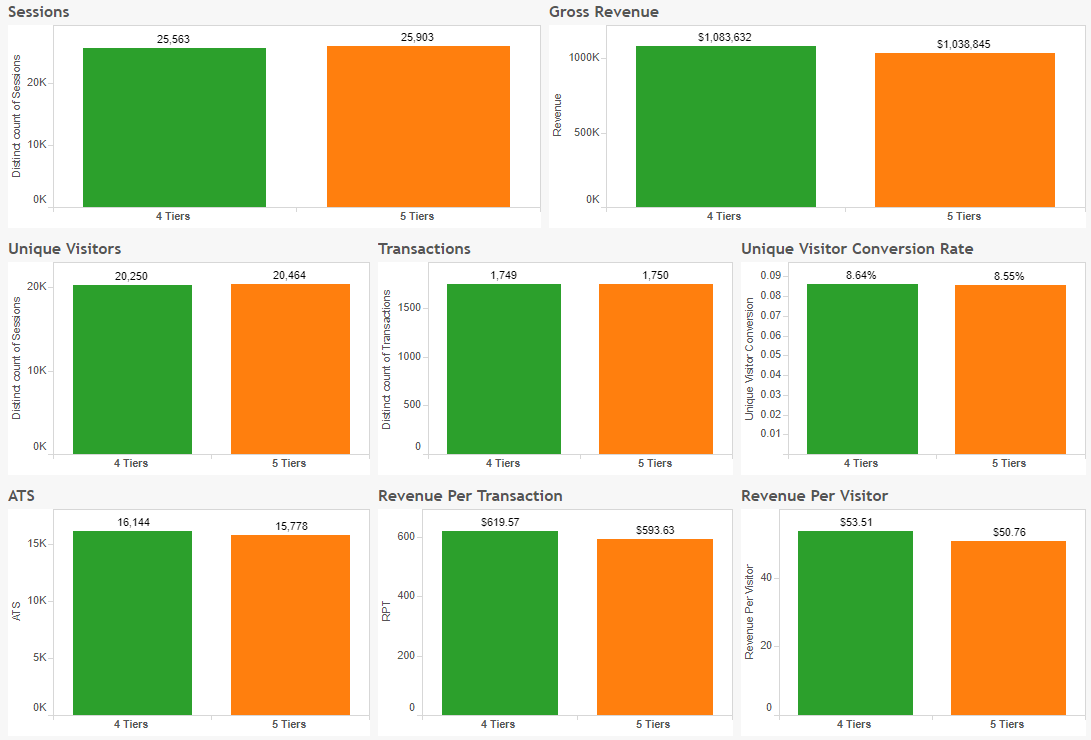 Sessions
Distinct count of Sessions
20K
10K
0K
25,563
25,903
4 Tiers
5 Tiers
Gross Revenue
Revenue
1000K
500K
0K
$1,083,632
$1,038,845
4 Tiers
5 Tiers
Unique Visitors
Distinct count of Sessions
20K
10K
0K
20,250
20,464
4 Tiers
5 Tiers
Transactions
Distinct count of Transactions
1500
1000
500
0
1,749
1,750
4 Tiers
5 Tiers
Unique Visitor Conversion Rate
Unique Visitor Conversion
0.09
0.08
0.07
0.06
0.05
0.04
0.03
0.02
0.01
8.64%
8.55%
4 Tiers
5 Tiers
ATS
ATS
15K
10K
5K
0K
16,144
15,778
4 Tiers
5 Tiers
Revenue Per Transaction
RPT
600
400
200
0
$619.57
$593.63
4 Tiers
5 Tiers
Revenue Per Visitor
Revenue Per Visitor
40
20
0
$53.51
$50.76
4 Tiers
5 Tiers